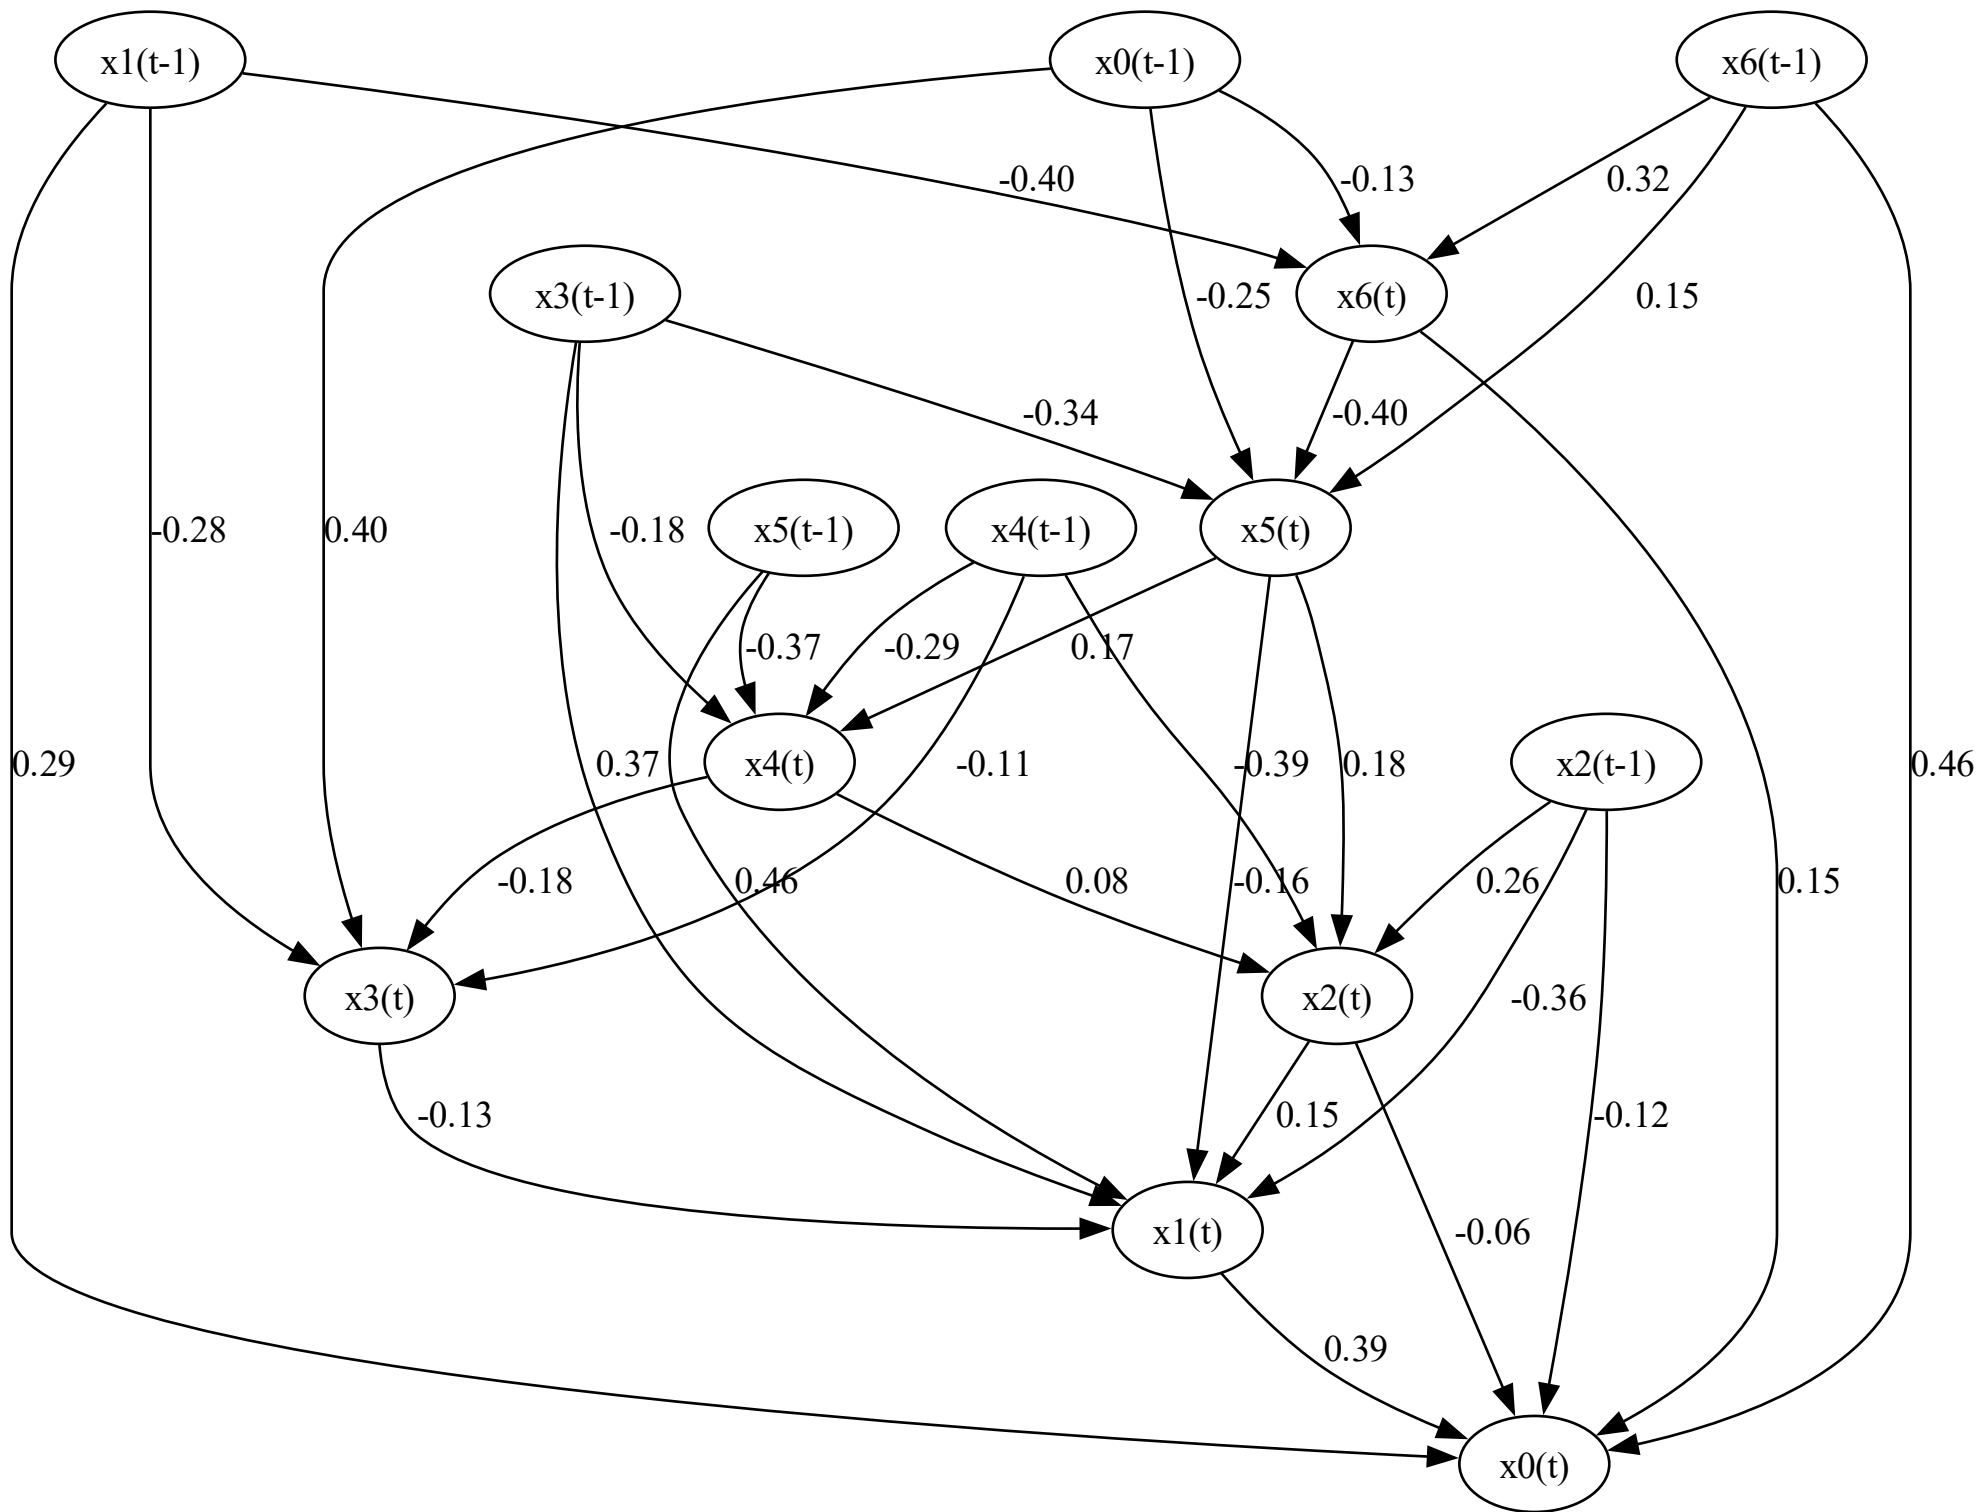 x1(t-1)
x0(t-1)
x6(t-1)
-0.40
-0.13
0.32
x3(t-1)
-0.25
x6(t)
0.15
-0.34
-0.40
-0.28
0.40
-0.18
x5(t-1)
x4(t-1)
x5(t)
-0.37
-0.29
0.17
0.29
0.37
x4(t)
-0.11
-0.39
0.18
x2(t-1)
0.46
-0.18
0.46
0.08
-0.16
0.26
0.15
x3(t)
x2(t)
-0.36
-0.13
0.15
-0.12
x1(t)
-0.06
0.39
x0(t)